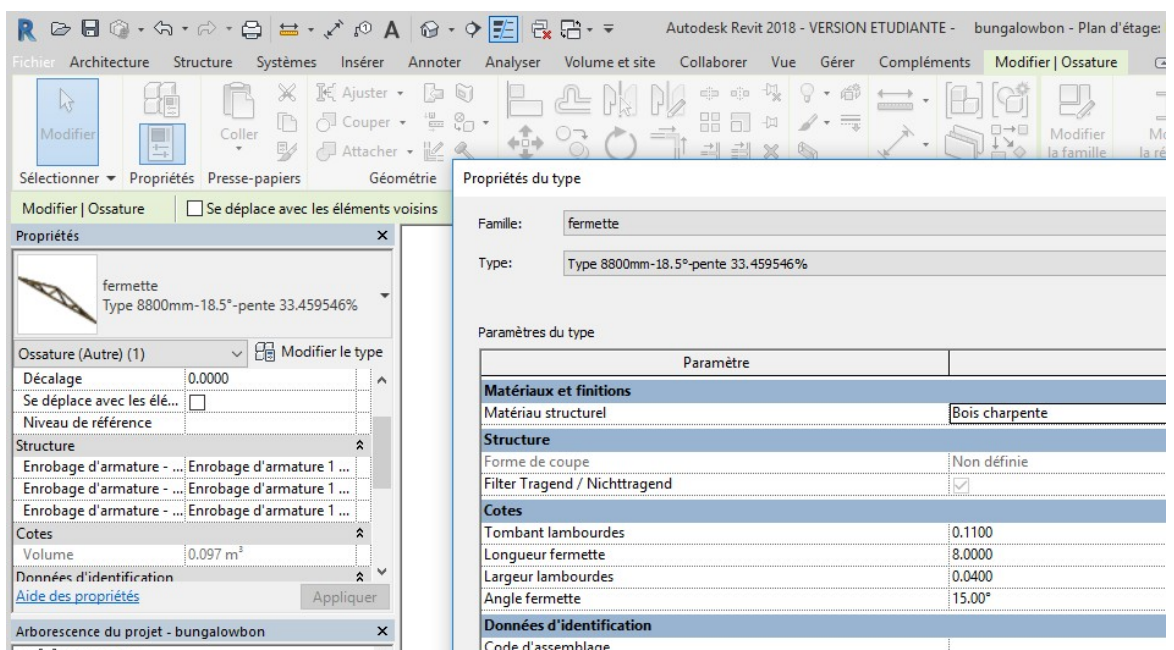 Autodesk Revit 2018 - VERSION ETUDIANTE - bungalowbon - Plan d'étage:
Fichier Architecture Structure Systèmes Insérer Annoter Analyser Volume et site Collaborer Vue Gérer Compléments Modifier | Ossature
Modifier
Coller
Ajuster
Couper
Attacher
Modifier
la famille
Sélectionner Propriétés Presse-papiers Géométrie
Modifier | Ossature Se déplace avec les éléments voisins
Propriétés
fermette
Type 8800mm-18.5°-pente 33.459546%
Ossature (Autre) (1) Modifier le type
Décalage 0.0000
Se déplace avec les élé...
Niveau de référence
Structure
Enrobage d'armature - ... Enrobage d'armature 1 ...
Enrobage d'armature - ... Enrobage d'armature 1 ...
Enrobage d'armature - ... Enrobage d'armature 1 ...
Cotes
Volume 0.097 m³
Données d'identification
Aide des propriétés Appliquer
Arborescence du projet - bungalowbon
Propriétés du type
Famille: fermette
Type: Type 8800mm-18.5°-pente 33.459546%
Paramètres du type
Paramètre
Matériaux et finitions
Matériau structurel Bois charpente
Structure
Forme de coupe Non définie
Filter Tragend / Nichttragend
Cotes
Tombant lambourdes 0.1100
Longueur fermette 8.0000
Largeur lambourdes 0.0400
Angle fermette 15.00°
Données d'identification
Code d'assemblage